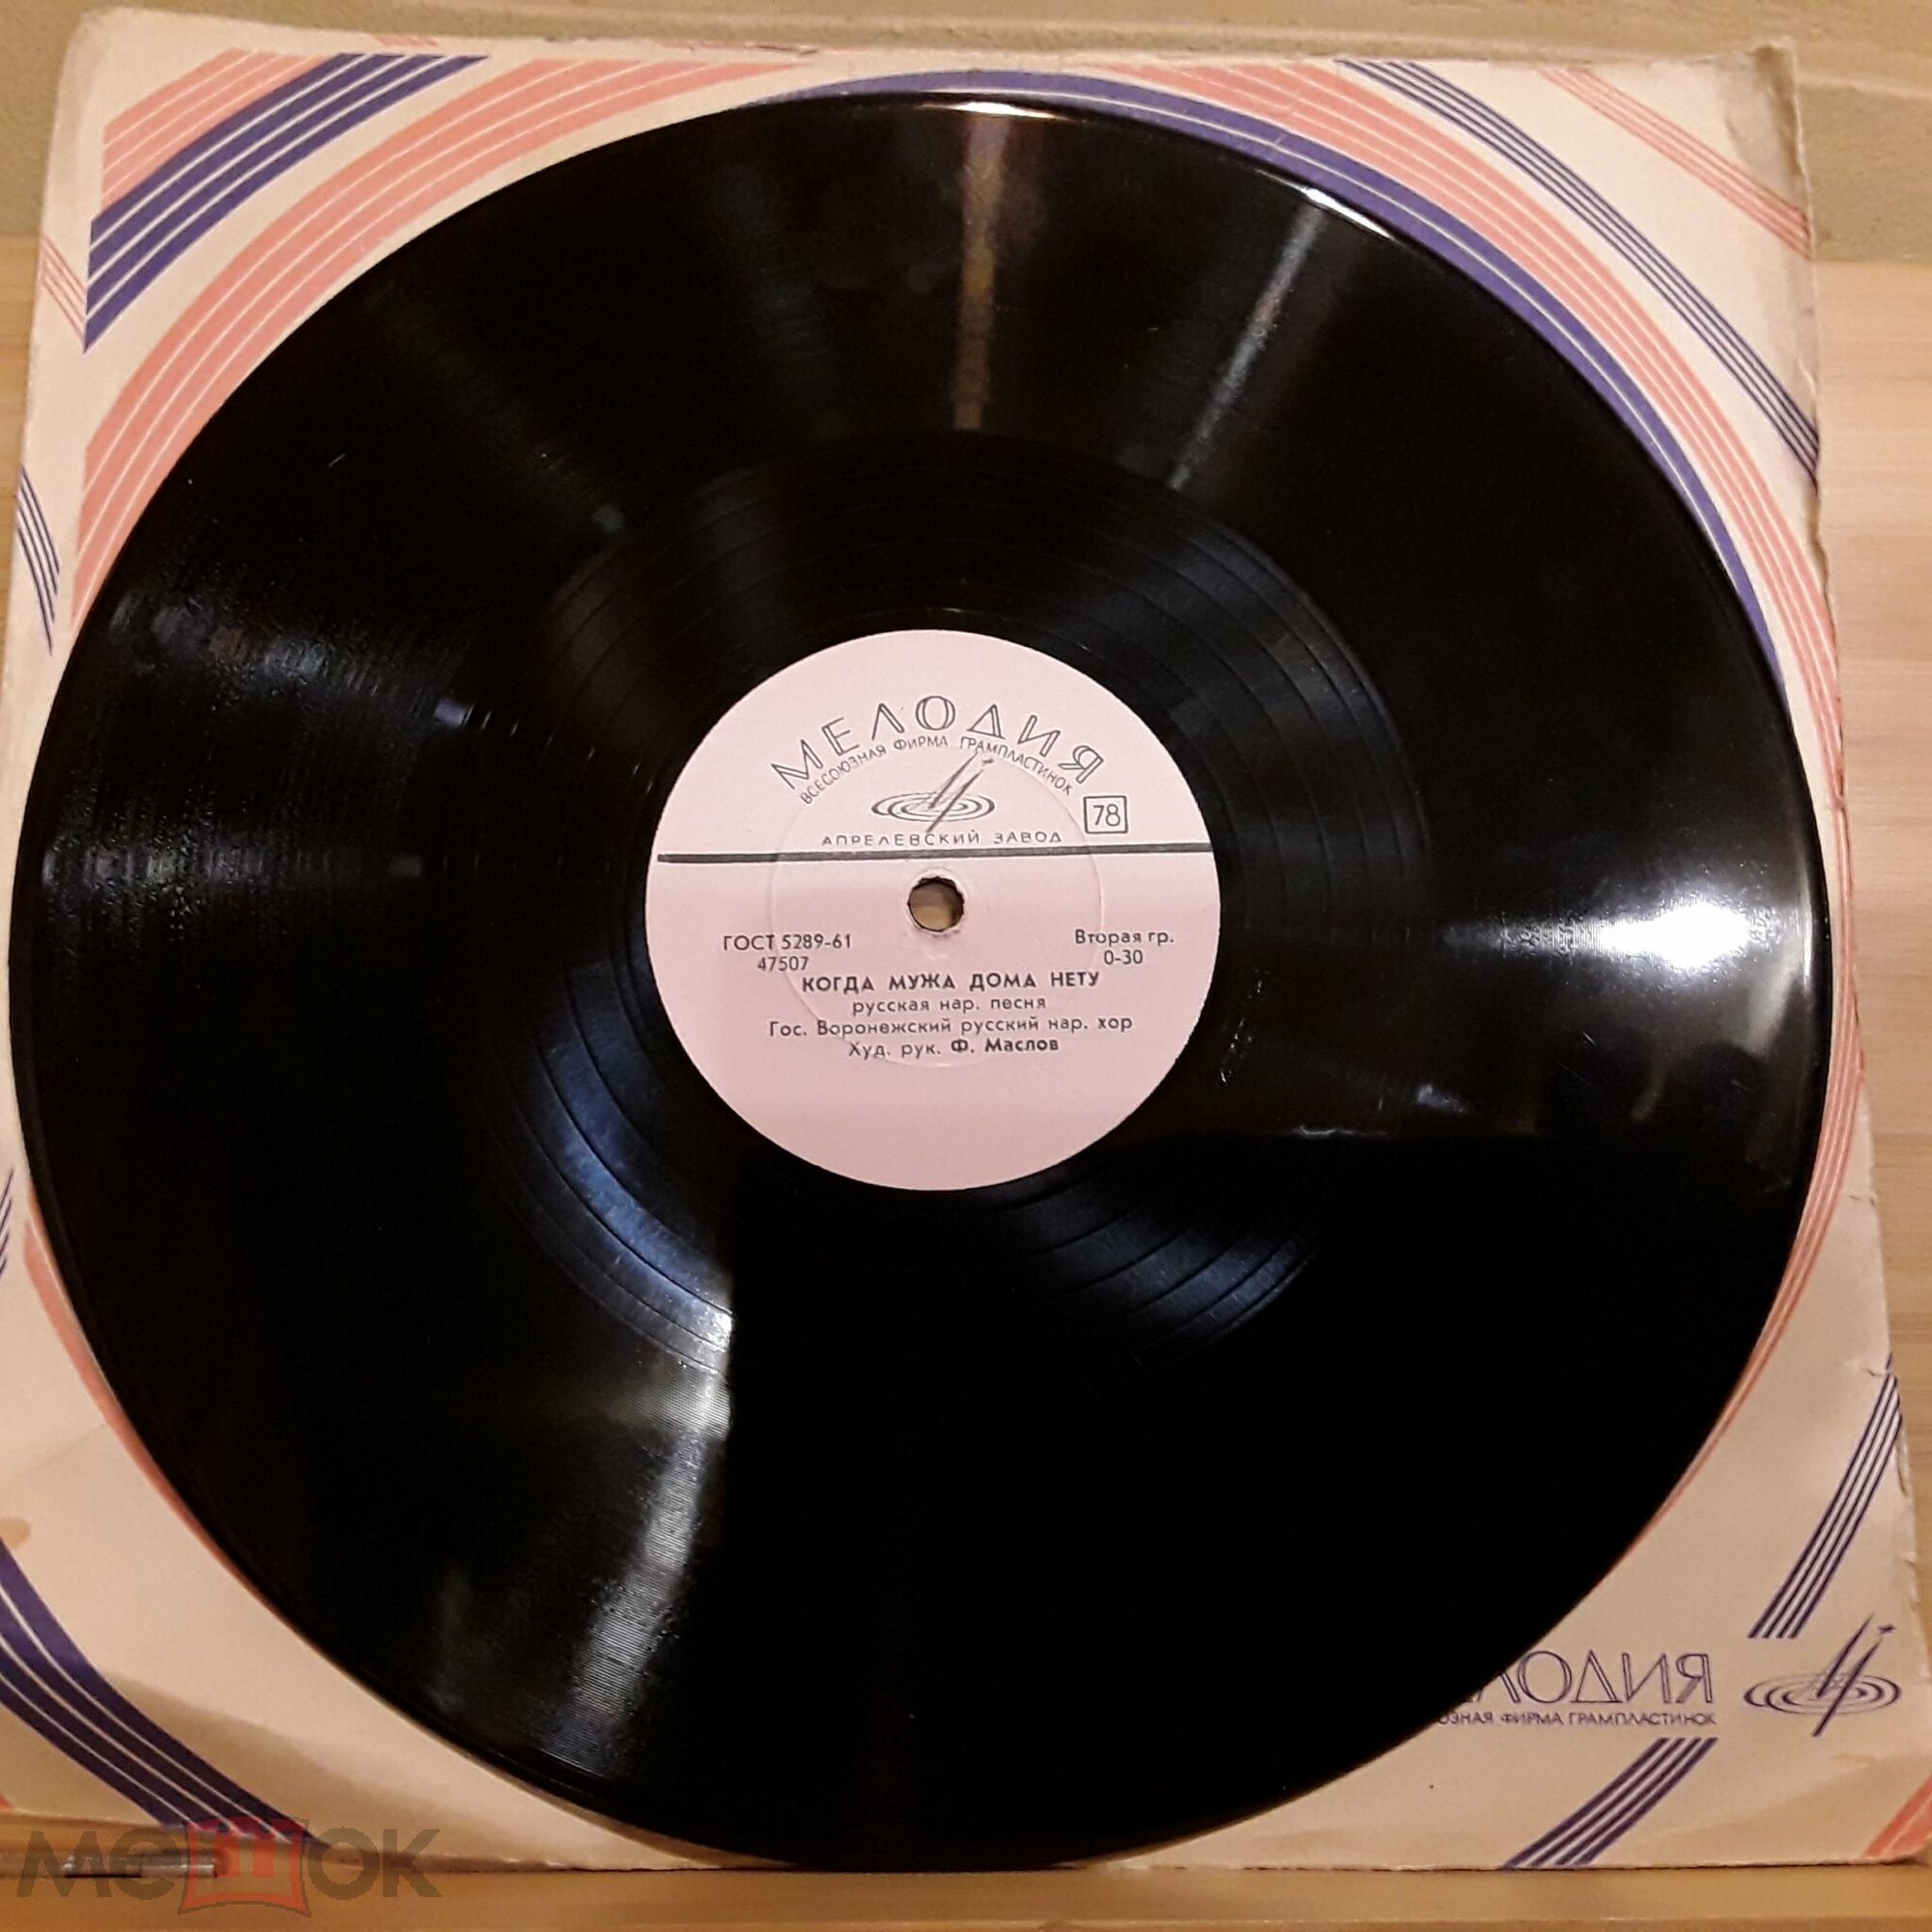 МЕЛОДИЯ
ВСЕСОЮЗНАЯ ФИРМА ГРАМПЛАСТИНОК
78
АПРЕЛЕВСКИЙ ЗАВОД
ГОСТ 5289-61
Вторая гр.
47507
0-30
КОГДА МУЖА ДОМА НЕТУ
русская нар. песня
Гос. Воронежский русский нар. хор
Худ. рук. Ф. Маслов
ЛОДИЯ
ОЗНАЯ ФИРМА ГРАМПЛАСТИНОК
мешок